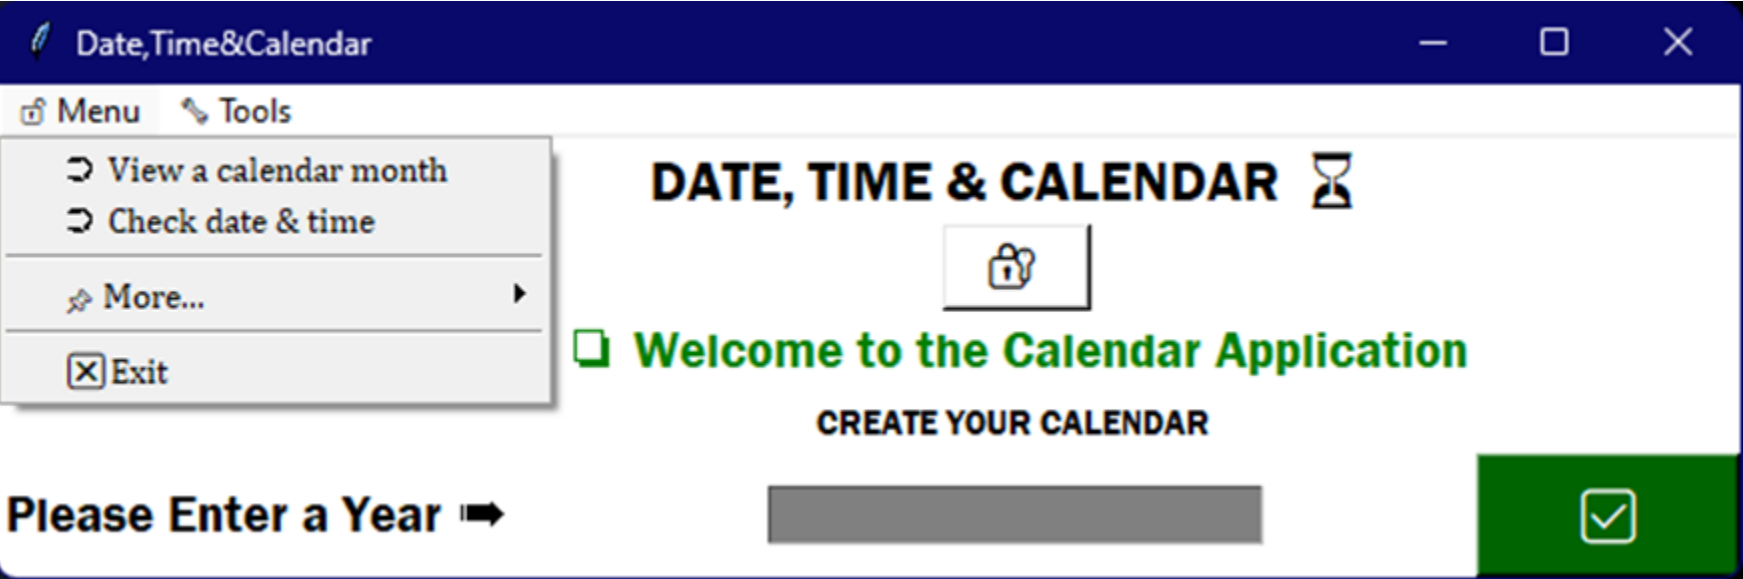 Date,Time&Calendar
Menu Tools
View a calendar month
Check date & time
More...
Exit
DATE, TIME & CALENDAR
Welcome to the Calendar Application
CREATE YOUR CALENDAR
Please Enter a Year